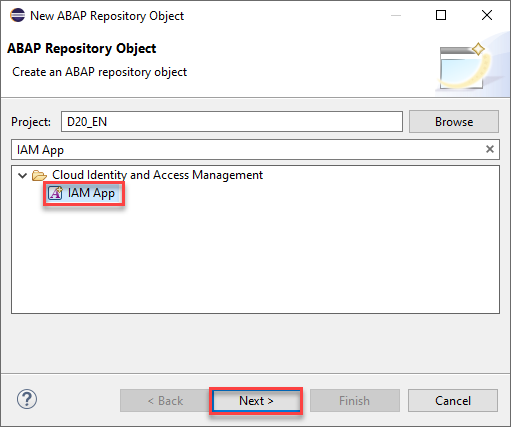 New ABAP Repository Object
ABAP Repository Object
Create an ABAP repository object
Project: D20_EN Browse
IAM App
Cloud Identity and Access Management
IAM App
< Back Next > Finish Cancel